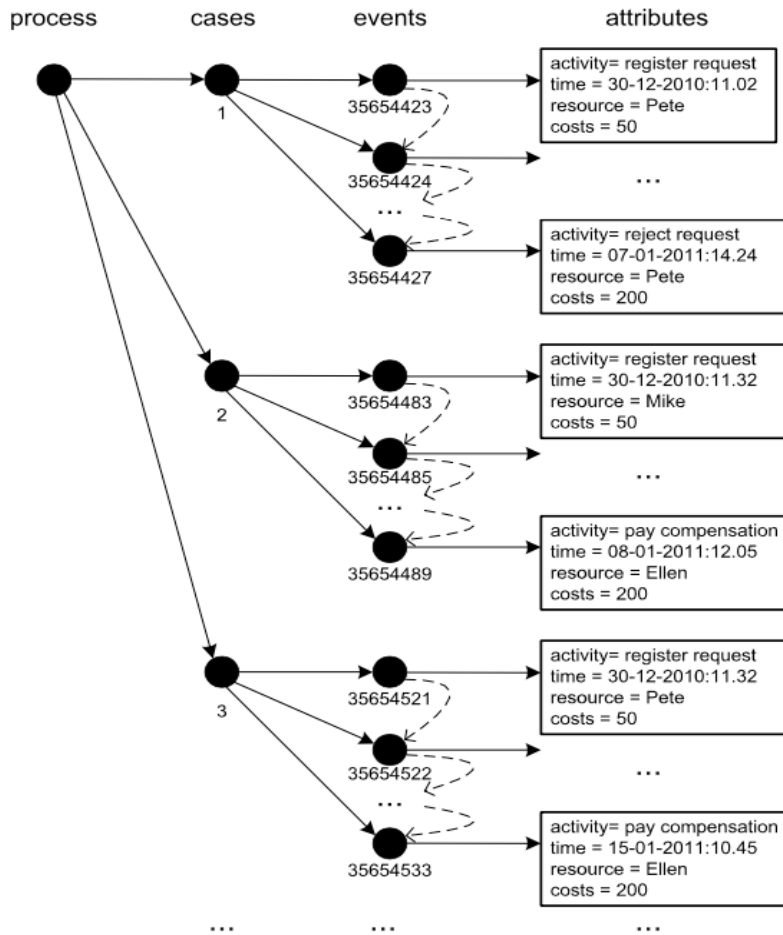 process cases events attributes
activity= register request
time = 30-12-2010:11.02
resource = Pete
costs = 50
35654423
1
35654424
...
...
activity= reject request
time = 07-01-2011:14.24
resource = Pete
costs = 200
35654427
activity= register request
time = 30-12-2010:11.32
resource = Mike
costs = 50
35654483
2
35654485
...
...
activity= pay compensation
time = 08-01-2011:12.05
resource = Ellen
costs = 200
35654489
activity= register request
time = 30-12-2010:11.32
resource = Pete
costs = 50
35654521
3
35654522
...
...
activity= pay compensation
time = 15-01-2011:10.45
resource = Ellen
costs = 200
35654533
... ... ...